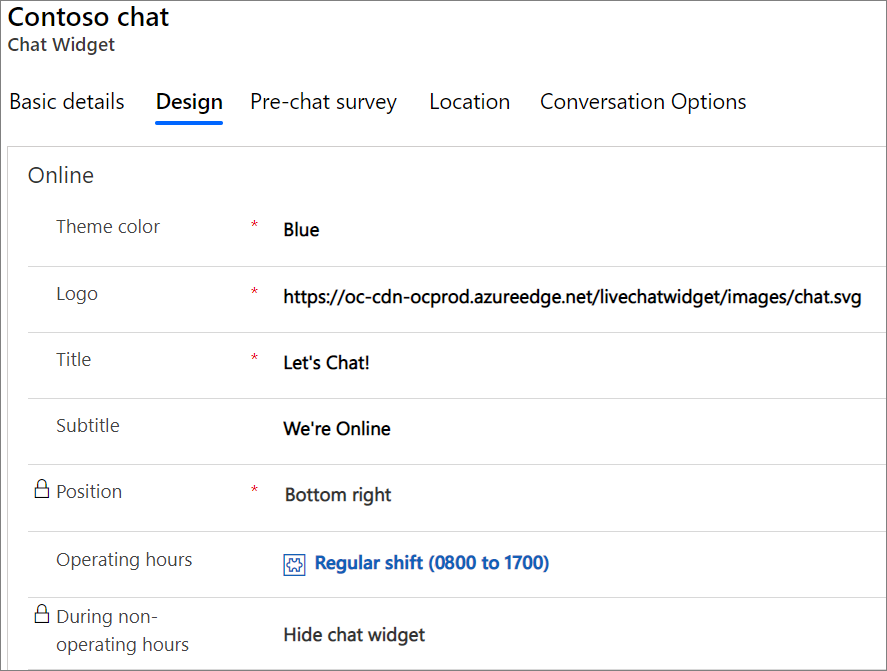 Contoso chat
Chat Widget
Basic details Design Pre-chat survey Location Conversation Options
Online
Theme color * Blue
Logo * https://oc-cdn-ocprod.azureedge.net/livechatwidget/images/chat.svg
Title * Let's Chat!
Subtitle We're Online
Position * Bottom right
Operating hours Regular shift (0800 to 1700)
During non-
operating hours Hide chat widget